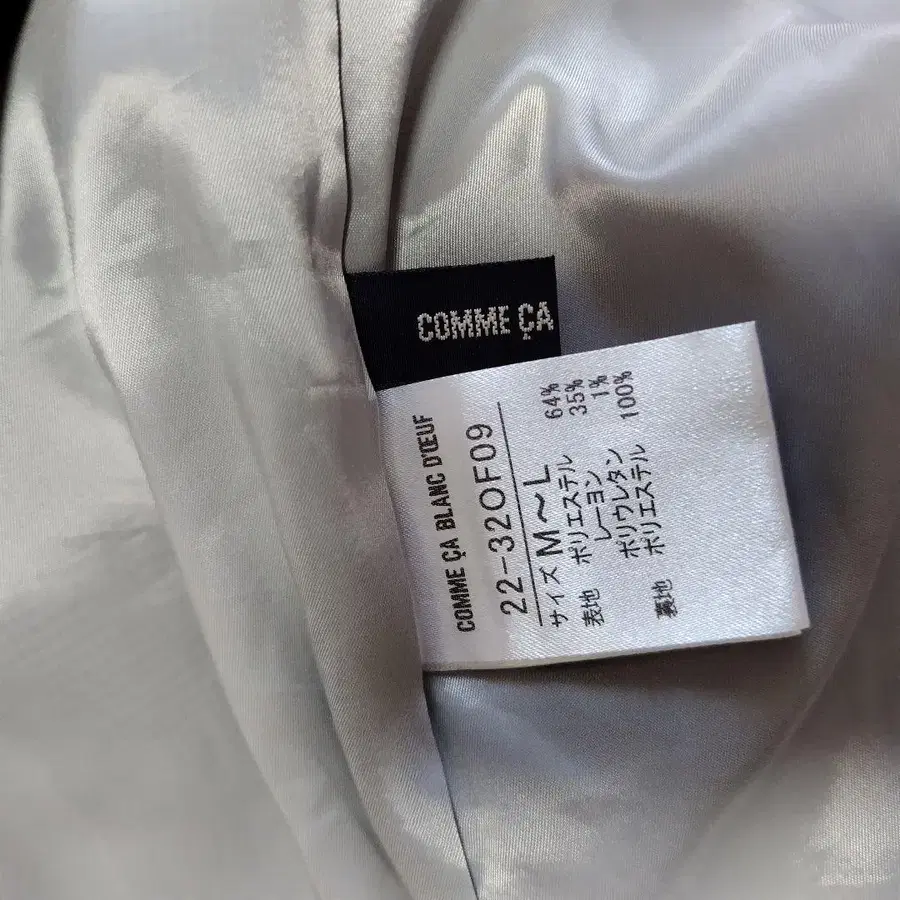 COMME ÇA
COMME ÇA BLANC D'ŒUF
22-32OF09
サイズ M～L
表地 ポリエステル 64%
レーヨン 35%
ポリウレタン 1%
裏地 ポリエステル 100%